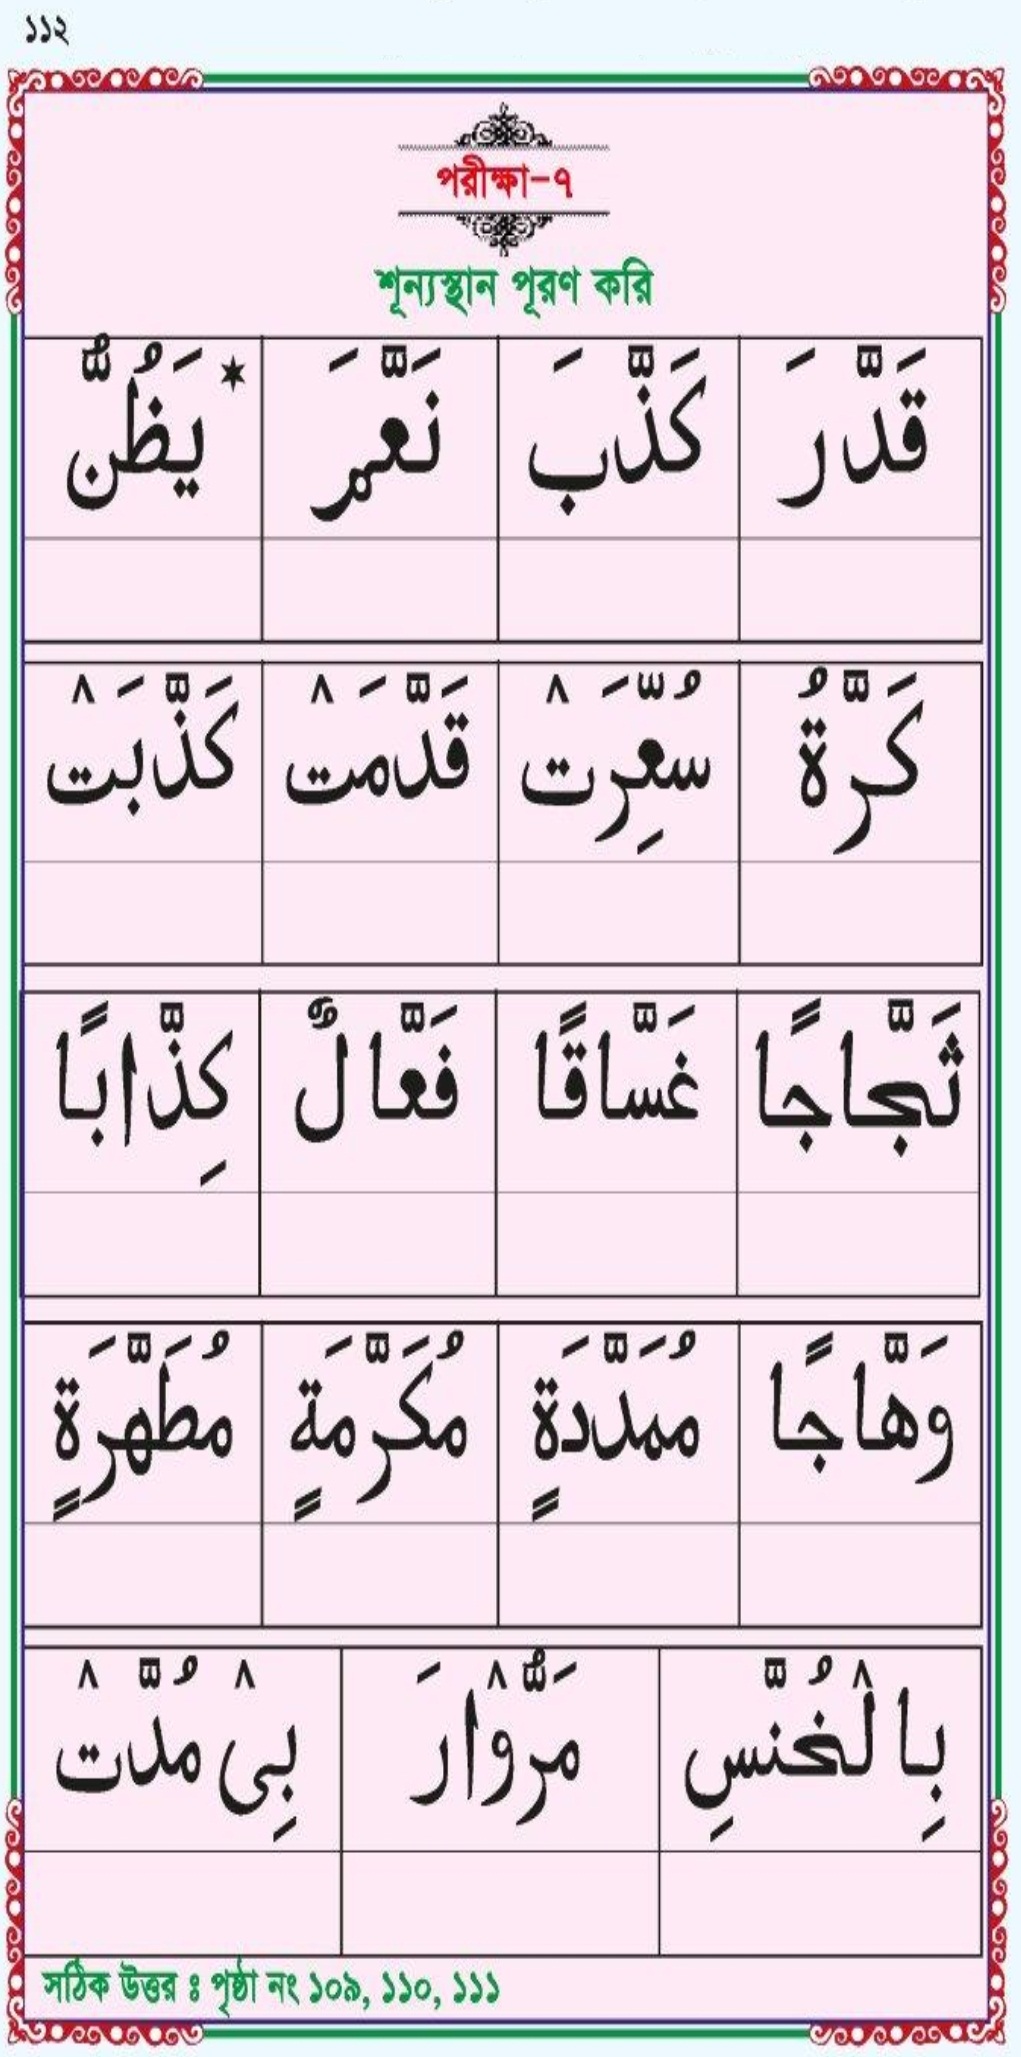 ১১২
পরীক্ষা-৭
শূন্যস্থান পূরণ করি
قَدَّرَ كَذَّبَ نَعَّمَرَ يَظُنُّ *
كَرَّةُ سُعِّرَتْ قَدَّمَتْ كَذَّبَتْ
ثَجَّاجًا غَسَّاقًا فَعَّالٌ كِذَّابًا
وَهَّاجًا مُمَدَّدَةٍ مُكَرَّمَةٍ مُطَهَّرَةٍ
بِالْخُنَّسِ مَرُّوْارَ بِىْ مُدَّتْ
সঠিক উত্তর ঃ পৃষ্ঠা নং ১০৯, ১১০, ১১১